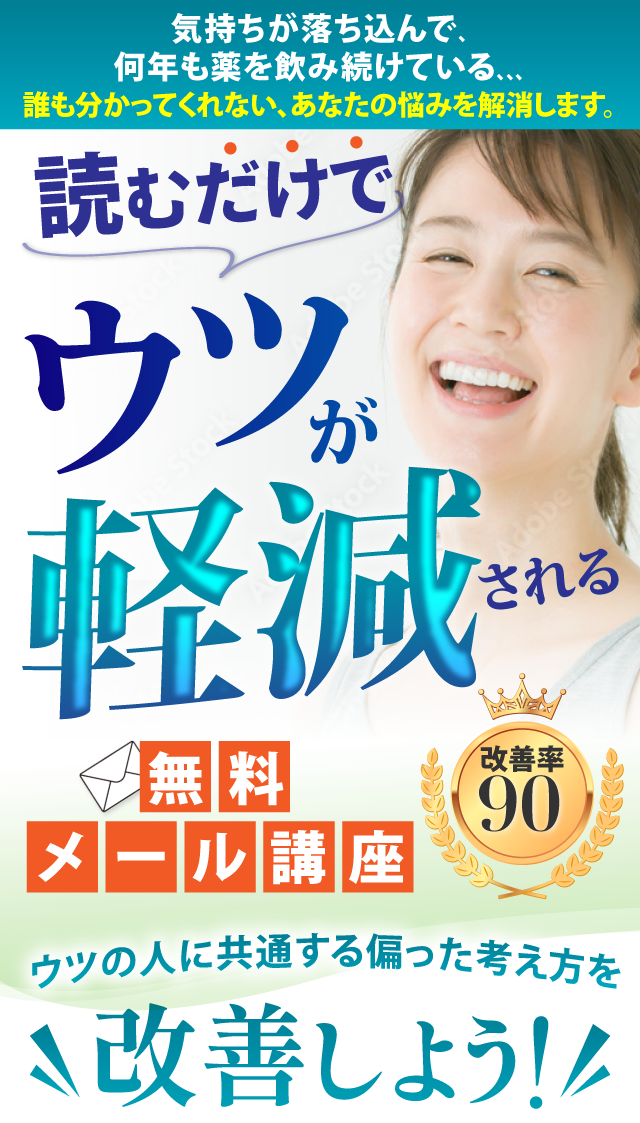 気持ちが落ち込んで、
何年も薬を飲み続けている…
誰も分かってくれない、あなたの悩みを解消します。
読むだけで
ウツが
軽減される
無料
メール講座
改善率
90
ウツの人に共通する偏った考え方を
改善しよう!
Adobe Stock